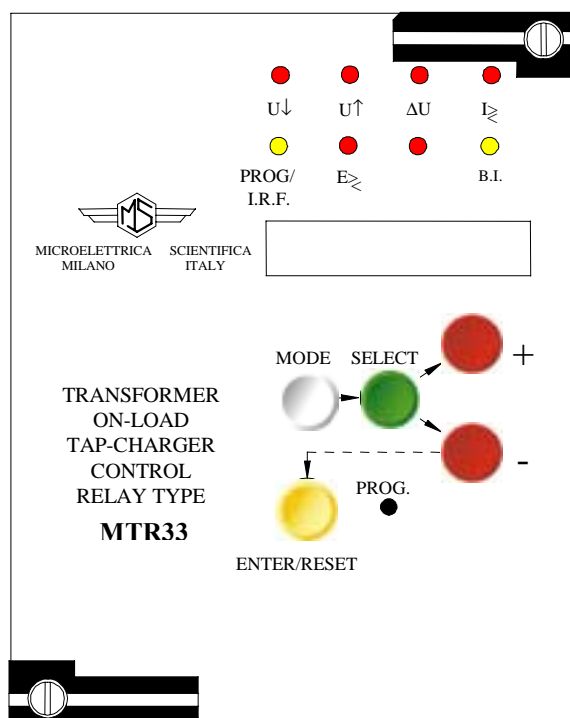 U↓ U↑ ΔU I≷
PROG/ I.R.F. E≷ B.I.
MS
MICROELETTRICA SCIENTIFICA
MILANO ITALY
MODE SELECT
+
TRANSFORMER
ON-LOAD
TAP-CHARGER
CONTROL
RELAY TYPE
MTR33
-
PROG.
ENTER/RESET